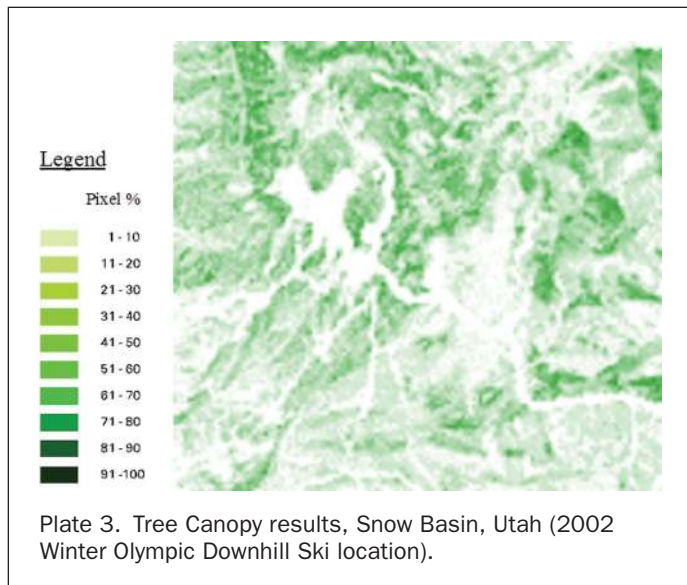 Legend
Pixel %
1 - 10
11 - 20
21 - 30
31 - 40
41 - 50
51 - 60
61 - 70
71 - 80
81 - 90
91 -100
Plate 3. Tree Canopy results, Snow Basin, Utah (2002
Winter Olympic Downhill Ski location).